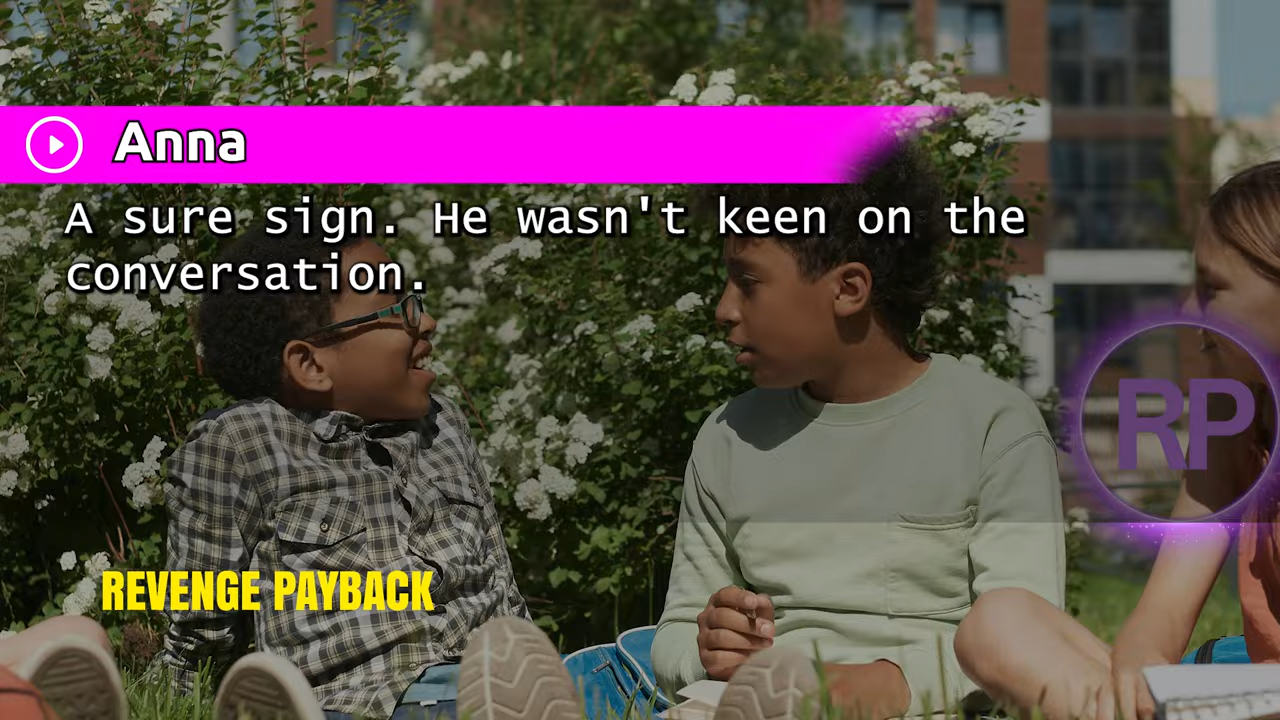 Anna
A sure sign. He wasn't keen on the
conversation.
RP
REVENGE PAYBACK